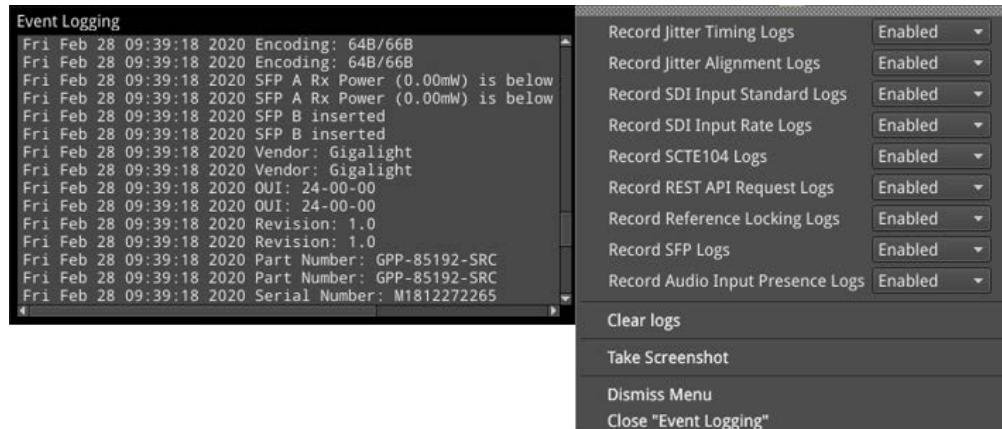 Event Logging
Fri Feb 28 09:39:18 2020 Encoding: 64B/66B
Fri Feb 28 09:39:18 2020 Encoding: 64B/66B
Fri Feb 28 09:39:18 2020 SFP A Rx Power (0.00mW) is below
Fri Feb 28 09:39:18 2020 SFP A Rx Power (0.00mW) is below
Fri Feb 28 09:39:18 2020 SFP B inserted
Fri Feb 28 09:39:18 2020 SFP B inserted
Fri Feb 28 09:39:18 2020 Vendor: Gigalight
Fri Feb 28 09:39:18 2020 Vendor: Gigalight
Fri Feb 28 09:39:18 2020 OUI: 24-00-00
Fri Feb 28 09:39:18 2020 OUI: 24-00-00
Fri Feb 28 09:39:18 2020 Revision: 1.0
Fri Feb 28 09:39:18 2020 Revision: 1.0
Fri Feb 28 09:39:18 2020 Part Number: GPP-85192-SRC
Fri Feb 28 09:39:18 2020 Part Number: GPP-85192-SRC
Fri Feb 28 09:39:18 2020 Serial Number: M1812272265
Record Jitter Timing Logs Enabled
Record Jitter Alignment Logs Enabled
Record SDI Input Standard Logs Enabled
Record SDI Input Rate Logs Enabled
Record SCTE104 Logs Enabled
Record REST API Request Logs Enabled
Record Reference Locking Logs Enabled
Record SFP Logs Enabled
Record Audio Input Presence Logs Enabled
Clear logs
Take Screenshot
Dismiss Menu
Close "Event Logging"